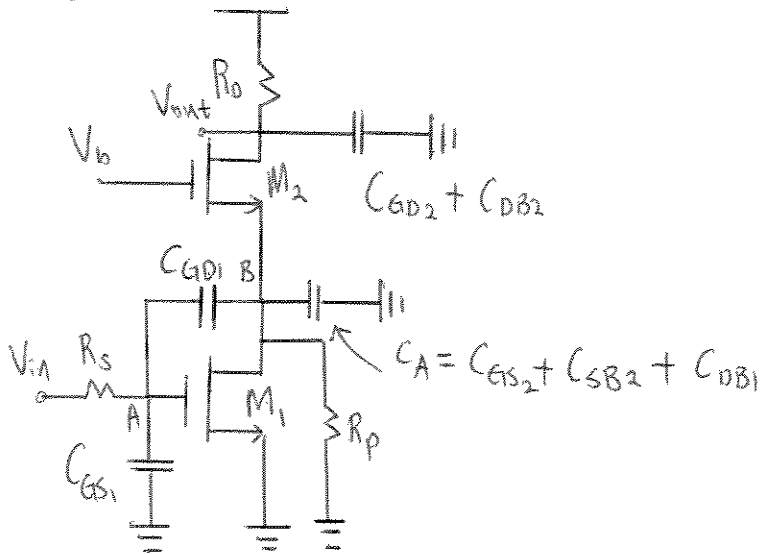 R_D
V_out
V_b
M_2
C_GD2 + C_DB2
C_GD1
B
V_in
R_S
C_A = C_GS2 + C_SB2 + C_DB1
A
M_1
R_P
C_GS1